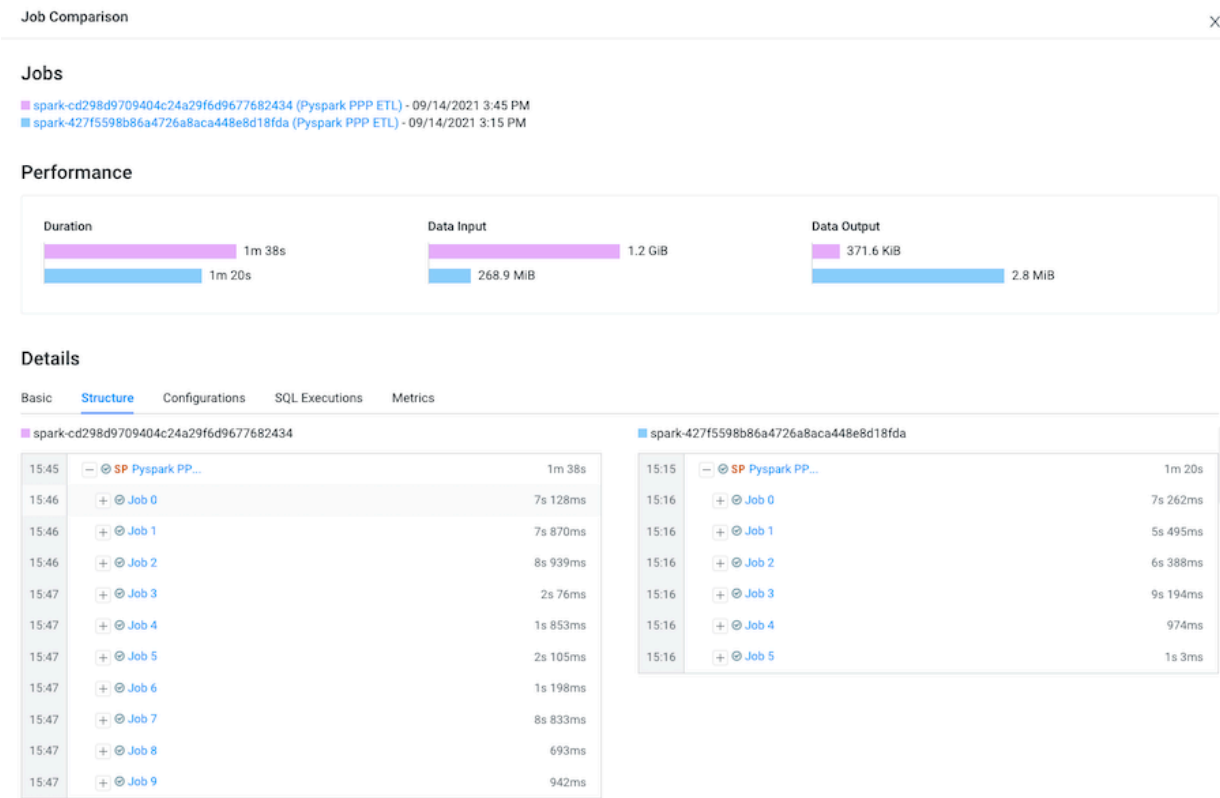 Job Comparison
Jobs
spark-cd298d9709404c24a29f6d9677682434 (Pyspark PPP ETL) - 09/14/2021 3:45 PM
spark-427f5598b86a4726a8aca448e8d18fda (Pyspark PPP ETL) - 09/14/2021 3:15 PM
Performance
Duration
1m 38s
1m 20s
Data Input
1.2 GiB
268.9 MiB
Data Output
371.6 KiB
2.8 MiB
Details
Basic Structure Configurations SQL Executions Metrics
spark-cd298d9709404c24a29f6d9677682434
15:45 SP Pyspark PP... 1m 38s
15:46 Job 0 7s 128ms
15:46 Job 1 7s 870ms
15:46 Job 2 8s 939ms
15:47 Job 3 2s 76ms
15:47 Job 4 1s 853ms
15:47 Job 5 2s 105ms
15:47 Job 6 1s 198ms
15:47 Job 7 8s 833ms
15:47 Job 8 693ms
15:47 Job 9 942ms
spark-427f5598b86a4726a8aca448e8d18fda
15:15 SP Pyspark PP... 1m 20s
15:16 Job 0 7s 262ms
15:16 Job 1 5s 495ms
15:16 Job 2 6s 388ms
15:16 Job 3 9s 194ms
15:16 Job 4 974ms
15:16 Job 5 1s 3ms